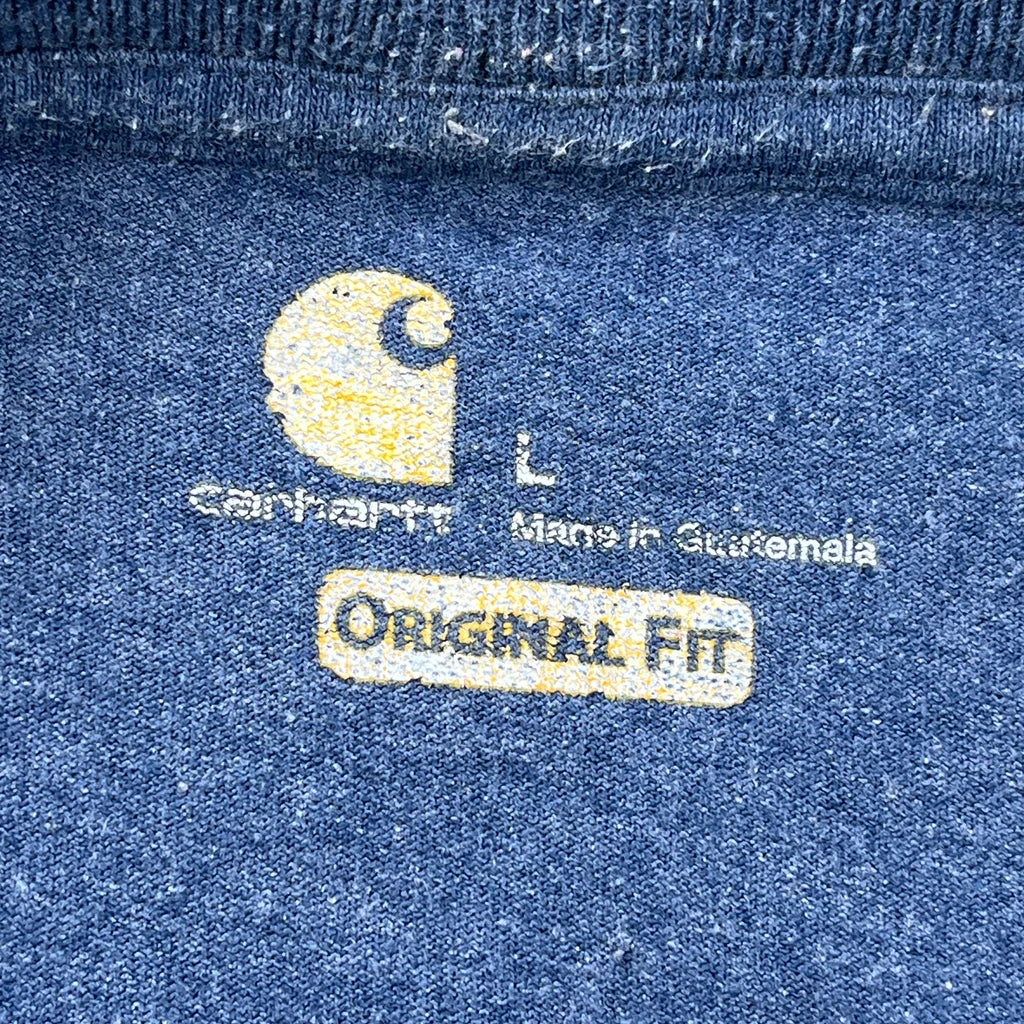 L
carhartt
Made in Guatemala
ORIGINAL FIT